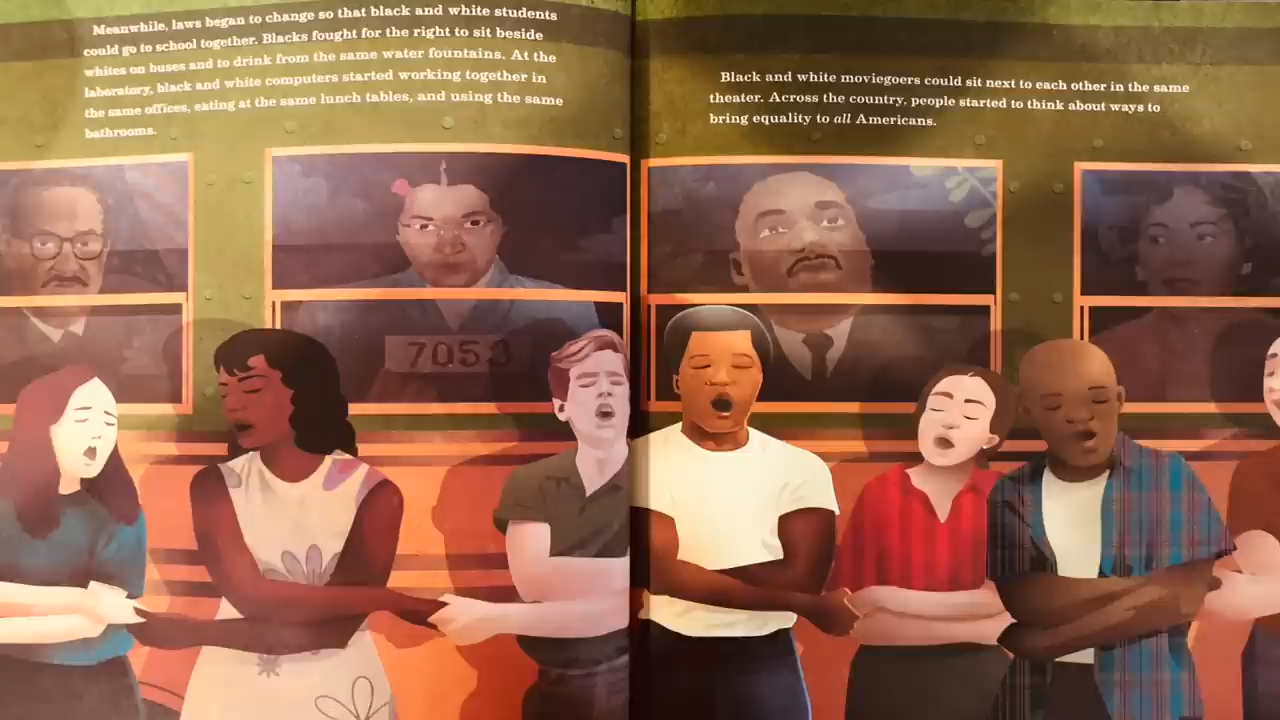 Meanwhile, laws began to change so that black and white students
could go to school together. Blacks fought for the right to sit beside
whites on buses and to drink from the same water fountains. At the
laboratory, black and white computers started working together in
the same offices, eating at the same lunch tables, and using the same
bathrooms.
Black and white moviegoers could sit next to each other in the same
theater. Across the country, people started to think about ways to
bring equality to all Americans.
7053